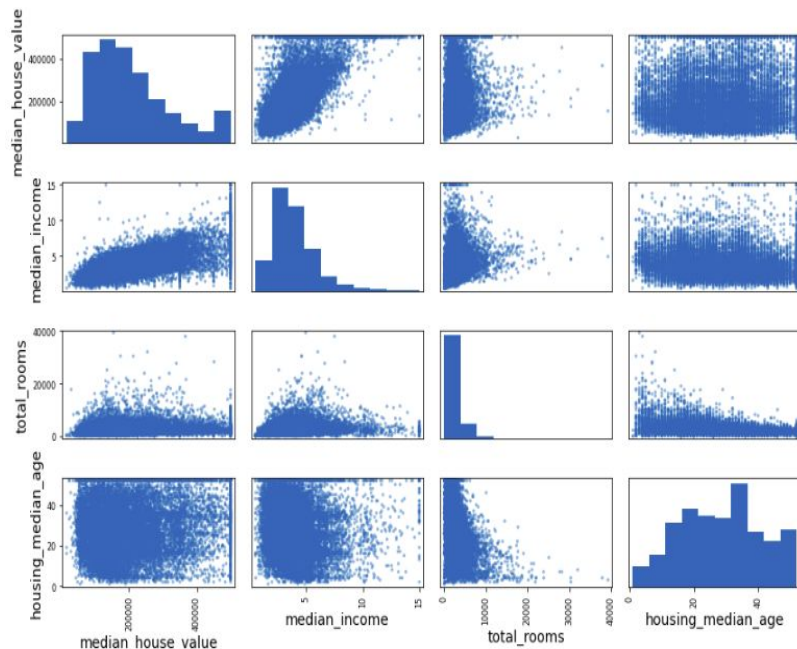 median_house_value
400000
200000
median_income
15
10
5
total_rooms
40000
20000
0
housing_median_age
40
20
0
200000 400000
median_house_value
5 10 15
median_income
0 10000 20000 30000 40000
total_rooms
0 20 40
housing_median_age